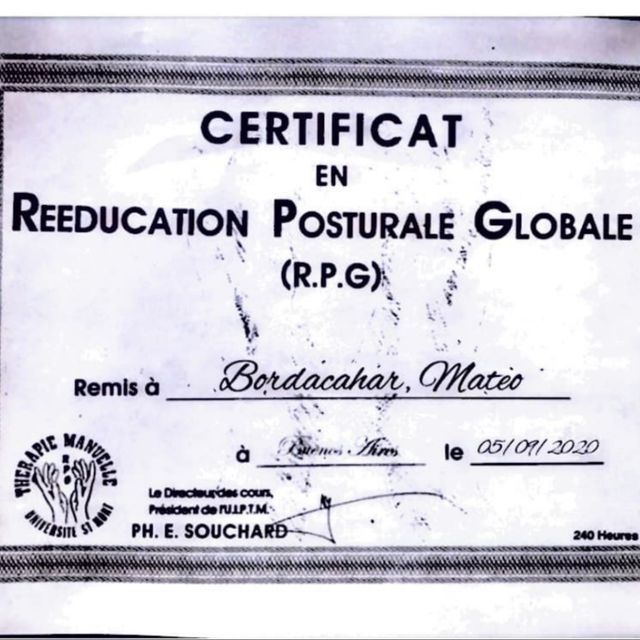 CERTIFICAT
EN
REEDUCATION POSTURALE GLOBALE
(R.P.G)
Remis à Bordacahar, Mateo
à Buenos Aires le 05/09/2020
THERAPIE MANUELLE
RPG
UNIVERSITE ST MONT
Le Directeur des cours,
Président de l'U.I.P.T.M.
PH. E. SOUCHARD
240 Heures